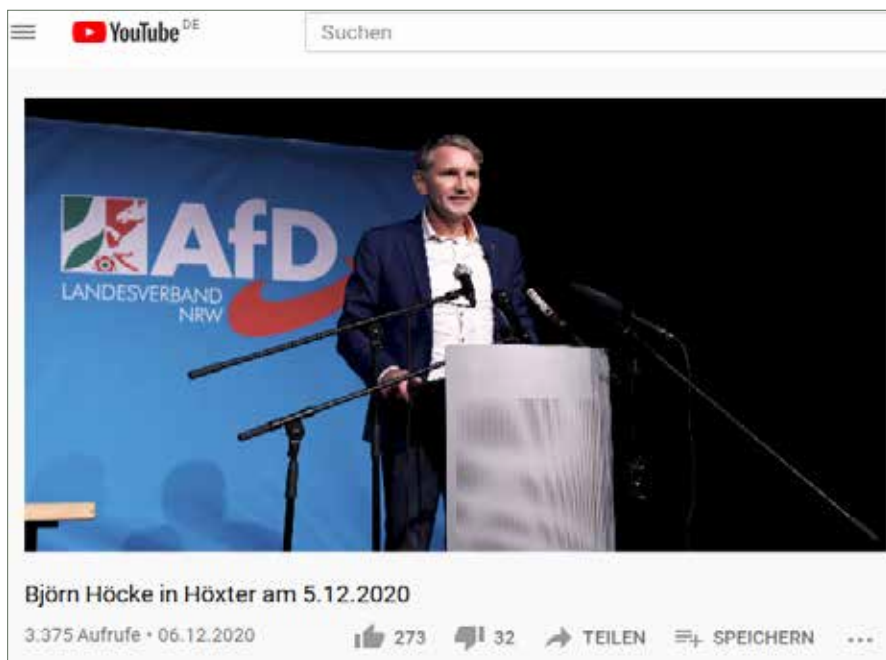 YouTube DE
Suchen
AfD
LANDESVERBAND
NRW
Björn Höcke in Höxter am 5.12.2020
3.375 Aufrufe • 06.12.2020 273 32 TEILEN SPEICHERN